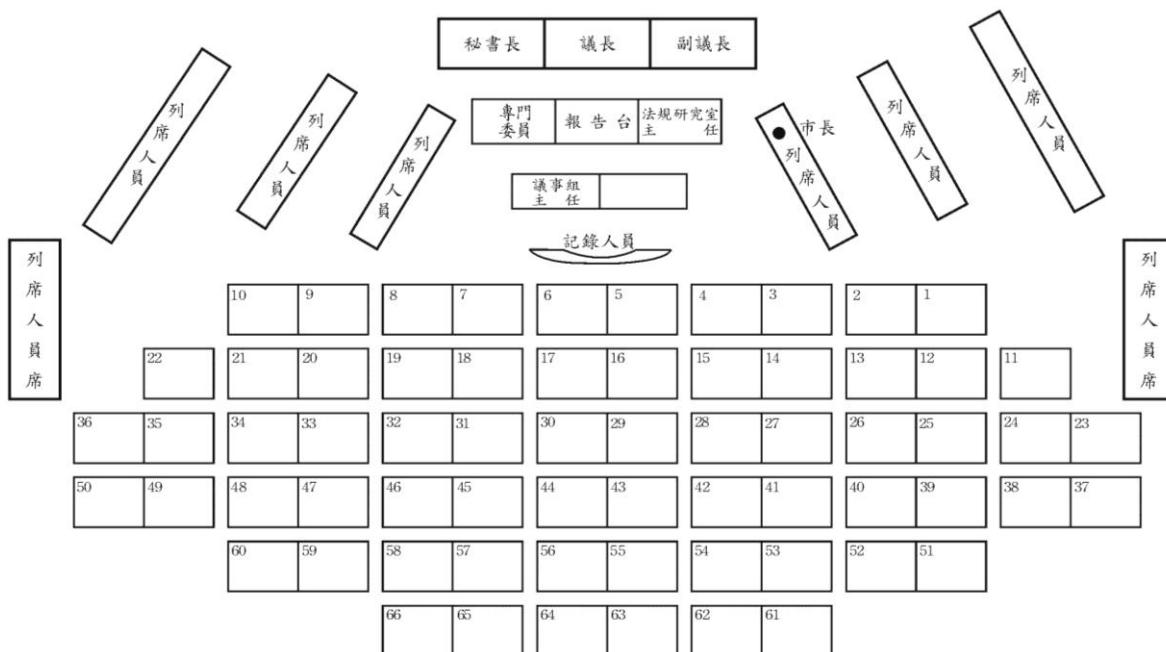 秘書長 議長 副議長
專門委員 報告台 法規研究室主任
議事組主任
記錄人員
列席人員
列席人員
列席人員
市長
列席人員
列席人員
列席人員
列席人員席
列席人員席
10 9 8 7 6 5 4 3 2 1
22 21 20 19 18 17 16 15 14 13 12 11
36 35 34 33 32 31 30 29 28 27 26 25 24 23
50 49 48 47 46 45 44 43 42 41 40 39 38 37
60 59 58 57 56 55 54 53 52 51
66 65 64 63 62 61